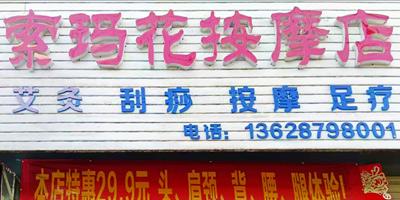 索玛花按摩店
艾灸 刮痧 按摩 足疗
电话：13628798001
本店特惠29.9元头、肩颈、背、腰、腿体验！